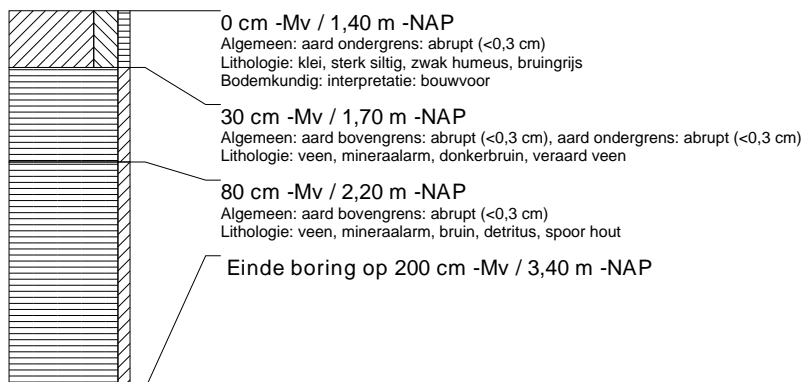 0 cm -Mv / 1,40 m -NAP
Algemeen: aard ondergrens: abrupt (<0,3 cm)
Lithologie: klei, sterk siltig, zwak humeus, bruingrijs
Bodemkundig: interpretatie: bouwvoor
30 cm -Mv / 1,70 m -NAP
Algemeen: aard bovengrens: abrupt (<0,3 cm), aard ondergrens: abrupt (<0,3 cm)
Lithologie: veen, mineraalarm, donkerbruin, veraard veen
80 cm -Mv / 2,20 m -NAP
Algemeen: aard bovengrens: abrupt (<0,3 cm)
Lithologie: veen, mineraalarm, bruin, detritus, spoor hout
Einde boring op 200 cm -Mv / 3,40 m -NAP